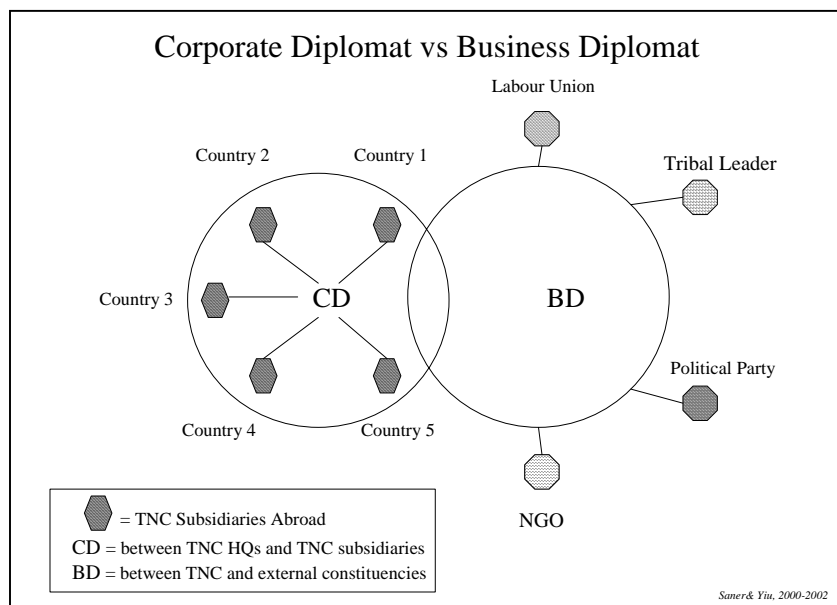 Corporate Diplomat vs Business Diplomat
Labour Union
Country 2
Country 1
Tribal Leader
Country 3
CD
BD
Political Party
Country 4
Country 5
NGO
= TNC Subsidiaries Abroad
CD = between TNC HQs and TNC subsidiaries
BD = between TNC and external constituencies
Saner& Yiu, 2000-2002